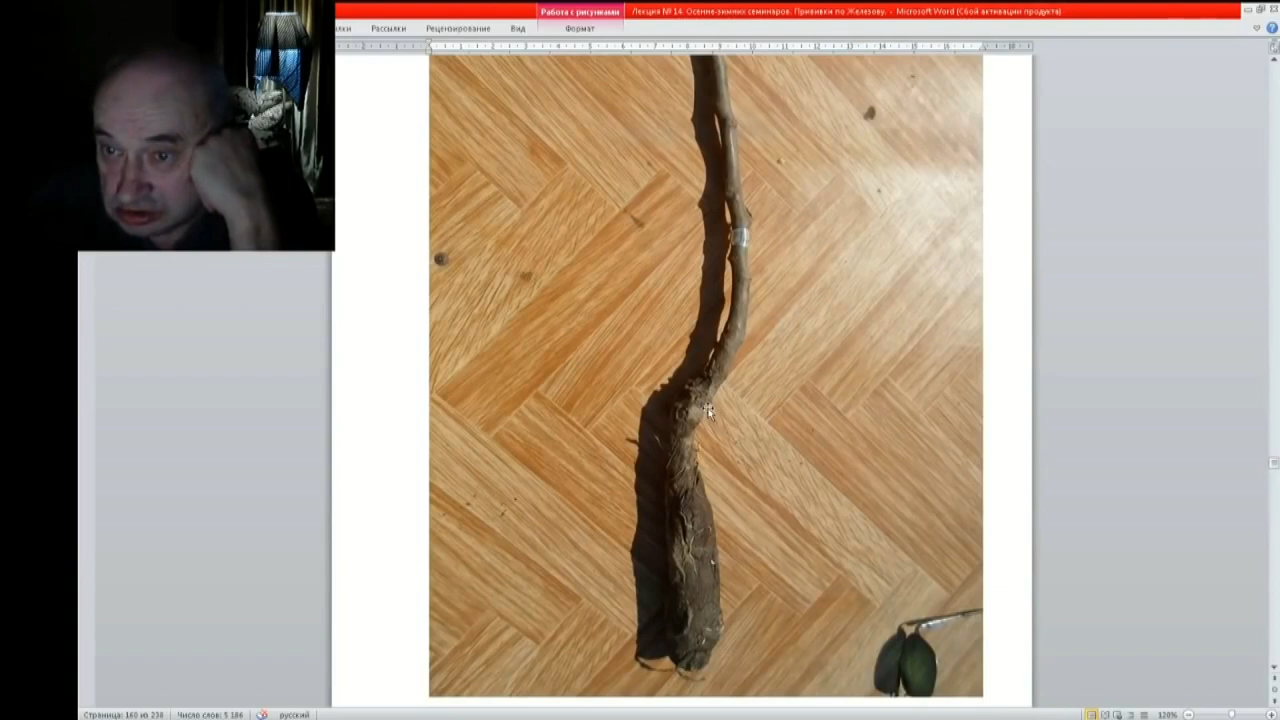 Работа с рисунками
Лекция № 14. Осенне-зимних семинаров. Прививки по Железову. - Microsoft Word (Сбой активации продукта)
Рассылки
Рецензирование
Вид
Формат
Страница: 160 из 238
Число слов: 5 186
русский
120%